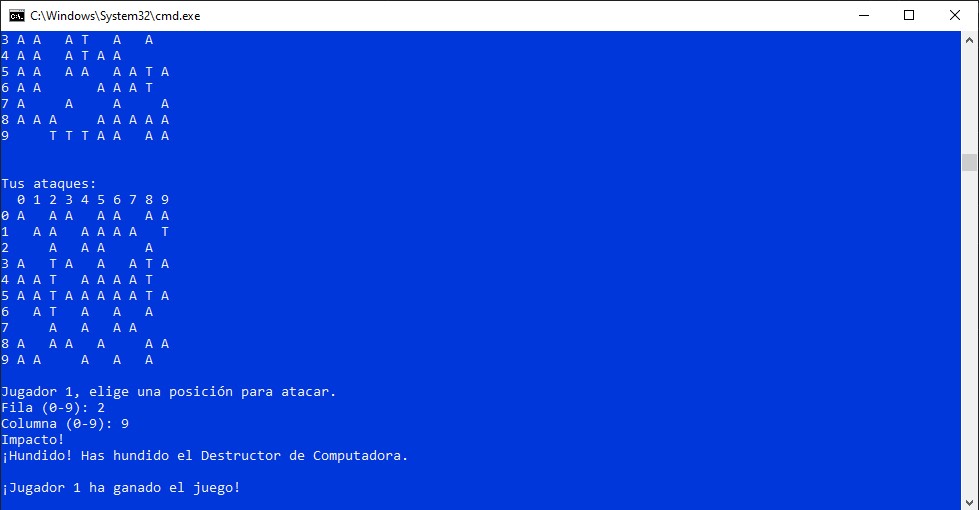 C:\Windows\System32\cmd.exe
3 A A   A T   A   A
4 A A   A T A A
5 A A   A A   A A T A
6 A A       A A A T
7 A     A     A     A
8 A A A     A A A A A
9     T T T A A   A A
Tus ataques:
  0 1 2 3 4 5 6 7 8 9
0 A   A A   A A   A A
1   A A   A A A A   T
2     A   A A     A
3 A   T A   A   A T A
4 A A T   A A A A T
5 A A T A A A A A T A
6   A T   A   A   A
7     A   A   A A
8 A   A A   A     A A
9 A A     A   A   A
Jugador 1, elige una posición para atacar.
Fila (0-9): 2
Columna (0-9): 9
Impacto!
¡Hundido! Has hundido el Destructor de Computadora.
¡Jugador 1 ha ganado el juego!